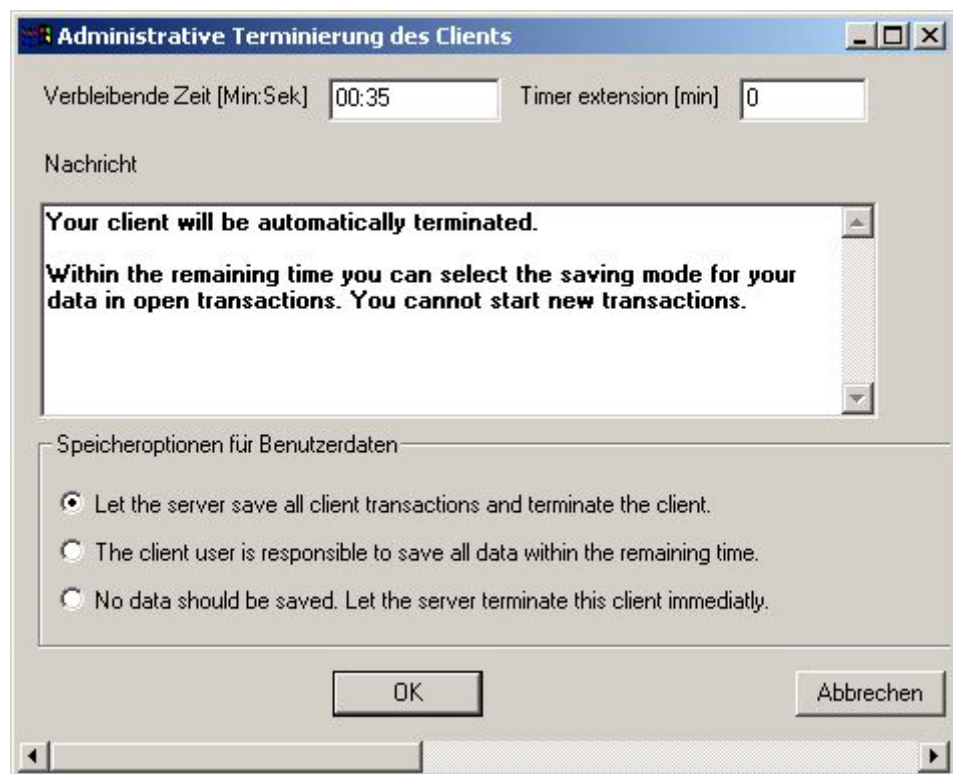 Administrative Terminierung des Clients
Verbleibende Zeit [Min:Sek] 00:35 Timer extension [min] 0
Nachricht
Your client will be automatically terminated.
Within the remaining time you can select the saving mode for your
data in open transactions. You cannot start new transactions.
Speicheroptionen für Benutzerdaten
Let the server save all client transactions and terminate the client.
The client user is responsible to save all data within the remaining time.
No data should be saved. Let the server terminate this client immediatly.
OK Abbrechen